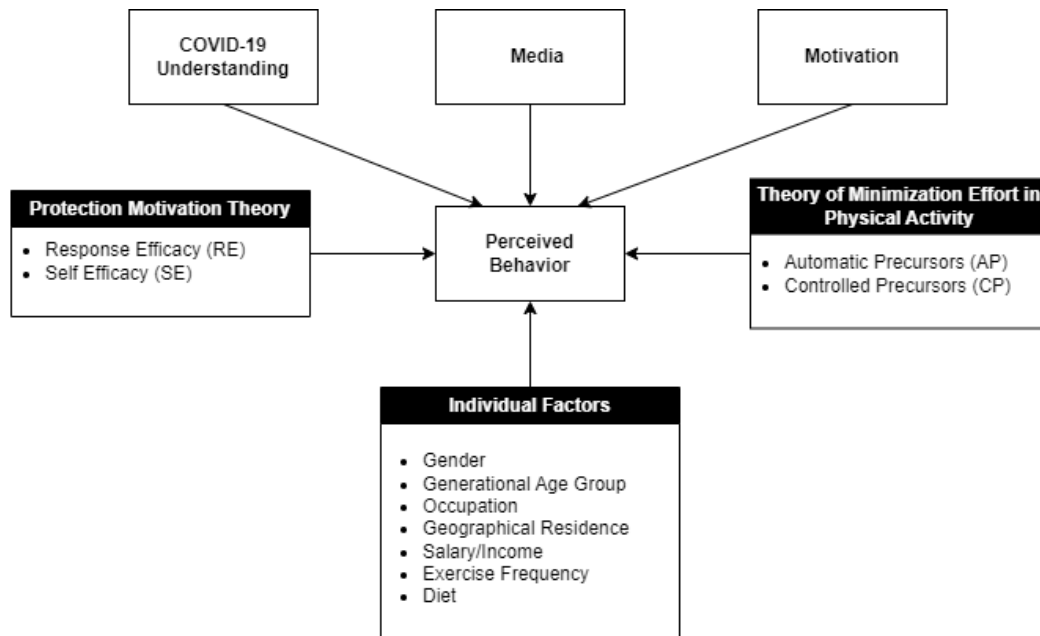 COVID-19
Understanding
Media
Motivation
Protection Motivation Theory
• Response Efficacy (RE)
• Self Efficacy (SE)
Perceived
Behavior
Theory of Minimization Effort in
Physical Activity
• Automatic Precursors (AP)
• Controlled Precursors (CP)
Individual Factors
• Gender
• Generational Age Group
• Occupation
• Geographical Residence
• Salary/Income
• Exercise Frequency
• Diet